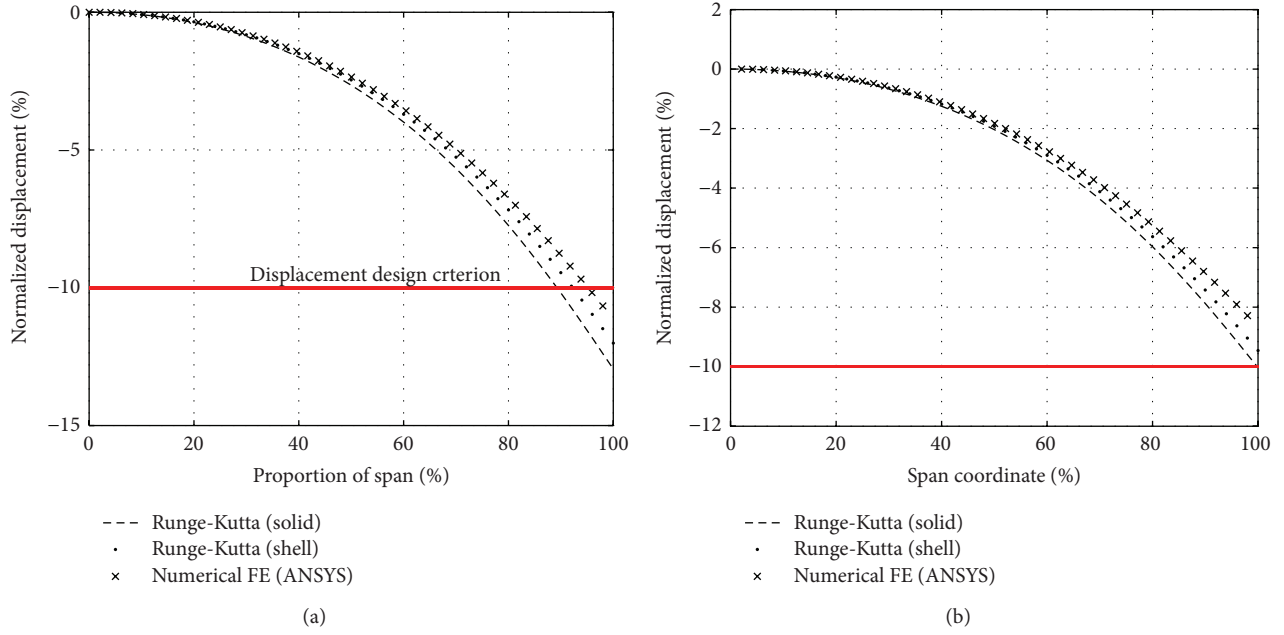 0
−5
−10
−15
Normalized displacement (%)
Displacement design crterion
0 20 40 60 80 100
Proportion of span (%)
Runge-Kutta (solid)
Runge-Kutta (shell)
Numerical FE (ANSYS)
(a)
2
0
−2
−4
−6
−8
−10
−12
Normalized displacement (%)
0 20 40 60 80 100
Span coordinate (%)
Runge-Kutta (solid)
Runge-Kutta (shell)
Numerical FE (ANSYS)
(b)